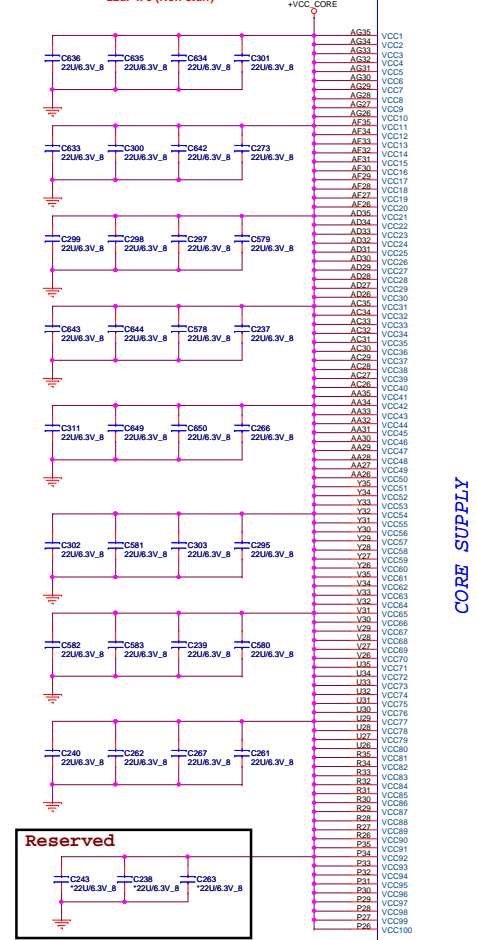 +VCC_CORE
C636 C635 C634 C301
22U/6.3V_8 22U/6.3V_8 22U/6.3V_8 22U/6.3V_8
C633 C300 C642 C273
22U/6.3V_8 22U/6.3V_8 22U/6.3V_8 22U/6.3V_8
C299 C298 C297 C579
22U/6.3V_8 22U/6.3V_8 22U/6.3V_8 22U/6.3V_8
C643 C644 C578 C237
22U/6.3V_8 22U/6.3V_8 22U/6.3V_8 22U/6.3V_8
C311 C649 C650 C266
22U/6.3V_8 22U/6.3V_8 22U/6.3V_8 22U/6.3V_8
C302 C581 C303 C295
22U/6.3V_8 22U/6.3V_8 22U/6.3V_8 22U/6.3V_8
C582 C583 C239 C580
22U/6.3V_8 22U/6.3V_8 22U/6.3V_8 22U/6.3V_8
C240 C262 C267 C261
22U/6.3V_8 22U/6.3V_8 22U/6.3V_8 22U/6.3V_8
Reserved
C243 C238 C263
*22U/6.3V_8 *22U/6.3V_8 *22U/6.3V_8
AG35 VCC1
AG34 VCC2
AG33 VCC3
AG32 VCC4
AG31 VCC5
AG30 VCC6
AG29 VCC7
AG28 VCC8
AG27 VCC9
AG26 VCC10
AF35 VCC11
AF34 VCC12
AF33 VCC13
AF32 VCC14
AF31 VCC15
AF30 VCC16
AF29 VCC17
AF28 VCC18
AF27 VCC19
AF26 VCC20
AD35 VCC21
AD34 VCC22
AD33 VCC23
AD32 VCC24
AD31 VCC25
AD30 VCC26
AD29 VCC27
AD28 VCC28
AD27 VCC29
AD26 VCC30
AC35 VCC31
AC34 VCC32
AC33 VCC33
AC32 VCC34
AC31 VCC35
AC30 VCC36
AC29 VCC37
AC28 VCC38
AC27 VCC39
AC26 VCC40
AA35 VCC41
AA34 VCC42
AA33 VCC43
AA32 VCC44
AA31 VCC45
AA30 VCC46
AA29 VCC47
AA28 VCC48
AA27 VCC49
AA26 VCC50
Y35 VCC51
Y34 VCC52
Y33 VCC53
Y32 VCC54
Y31 VCC55
Y30 VCC56
Y29 VCC57
Y28 VCC58
Y27 VCC59
Y26 VCC60
V35 VCC61
V34 VCC62
V33 VCC63
V32 VCC64
V31 VCC65
V30 VCC66
V29 VCC67
V28 VCC68
V27 VCC69
V26 VCC70
U35 VCC71
U34 VCC72
U33 VCC73
U32 VCC74
U31 VCC75
U30 VCC76
U29 VCC77
U28 VCC78
U27 VCC79
U26 VCC80
R35 VCC81
R34 VCC82
R33 VCC83
R32 VCC84
R31 VCC85
R30 VCC86
R29 VCC87
R28 VCC88
R27 VCC89
R26 VCC90
P35 VCC91
P34 VCC92
P33 VCC93
P32 VCC94
P31 VCC95
P30 VCC96
P29 VCC97
P28 VCC98
P27 VCC99
P26 VCC100
CORE SUPPLY